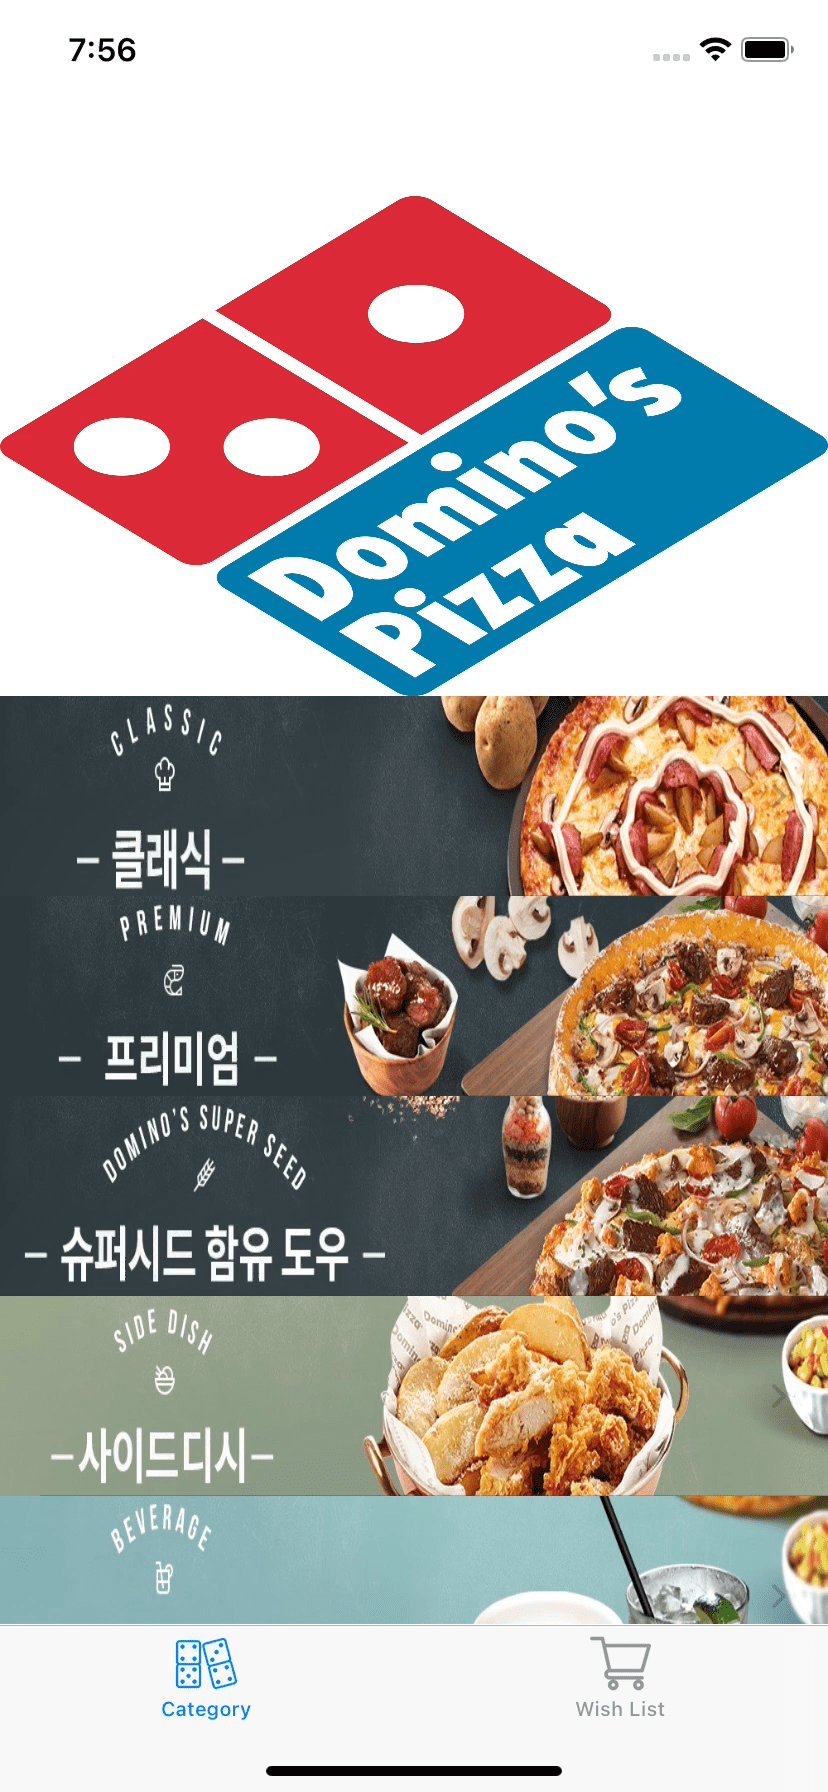 7:56
Domino's
Pizza
CLASSIC
– 클래식 –
PREMIUM
– 프리미엄 –
DOMINO'S SUPER SEED
– 슈퍼시드 함유 도우 –
SIDE DISH
–사이드디시–
BEVERAGE
Category
Wish List